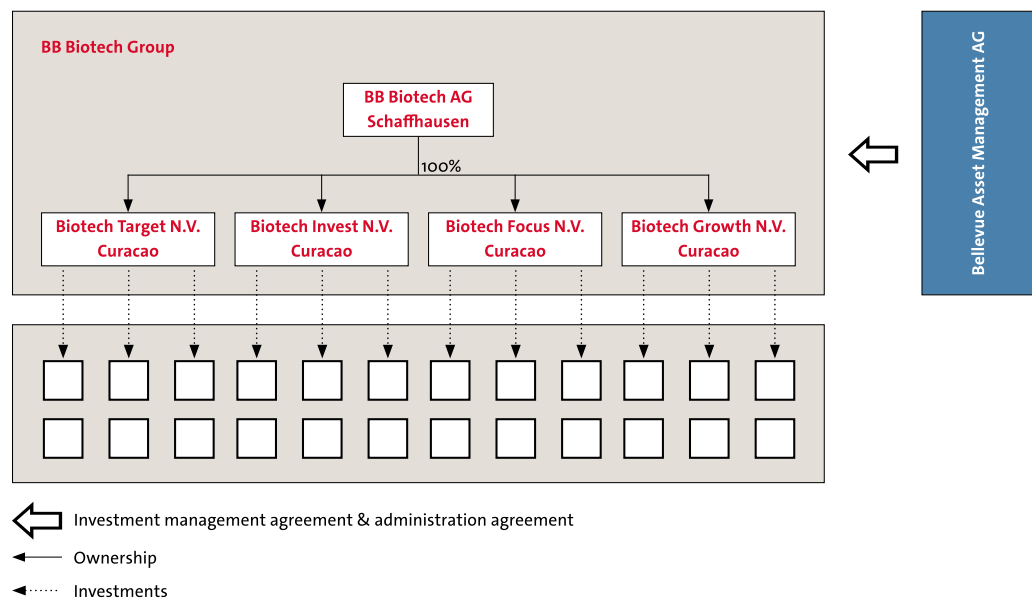 BB Biotech Group
BB Biotech AG
Schaffhausen
100%
Biotech Target N.V.
Curacao
Biotech Invest N.V.
Curacao
Biotech Focus N.V.
Curacao
Biotech Growth N.V.
Curacao
Bellevue Asset Management AG
Investment management agreement & administration agreement
Ownership
Investments